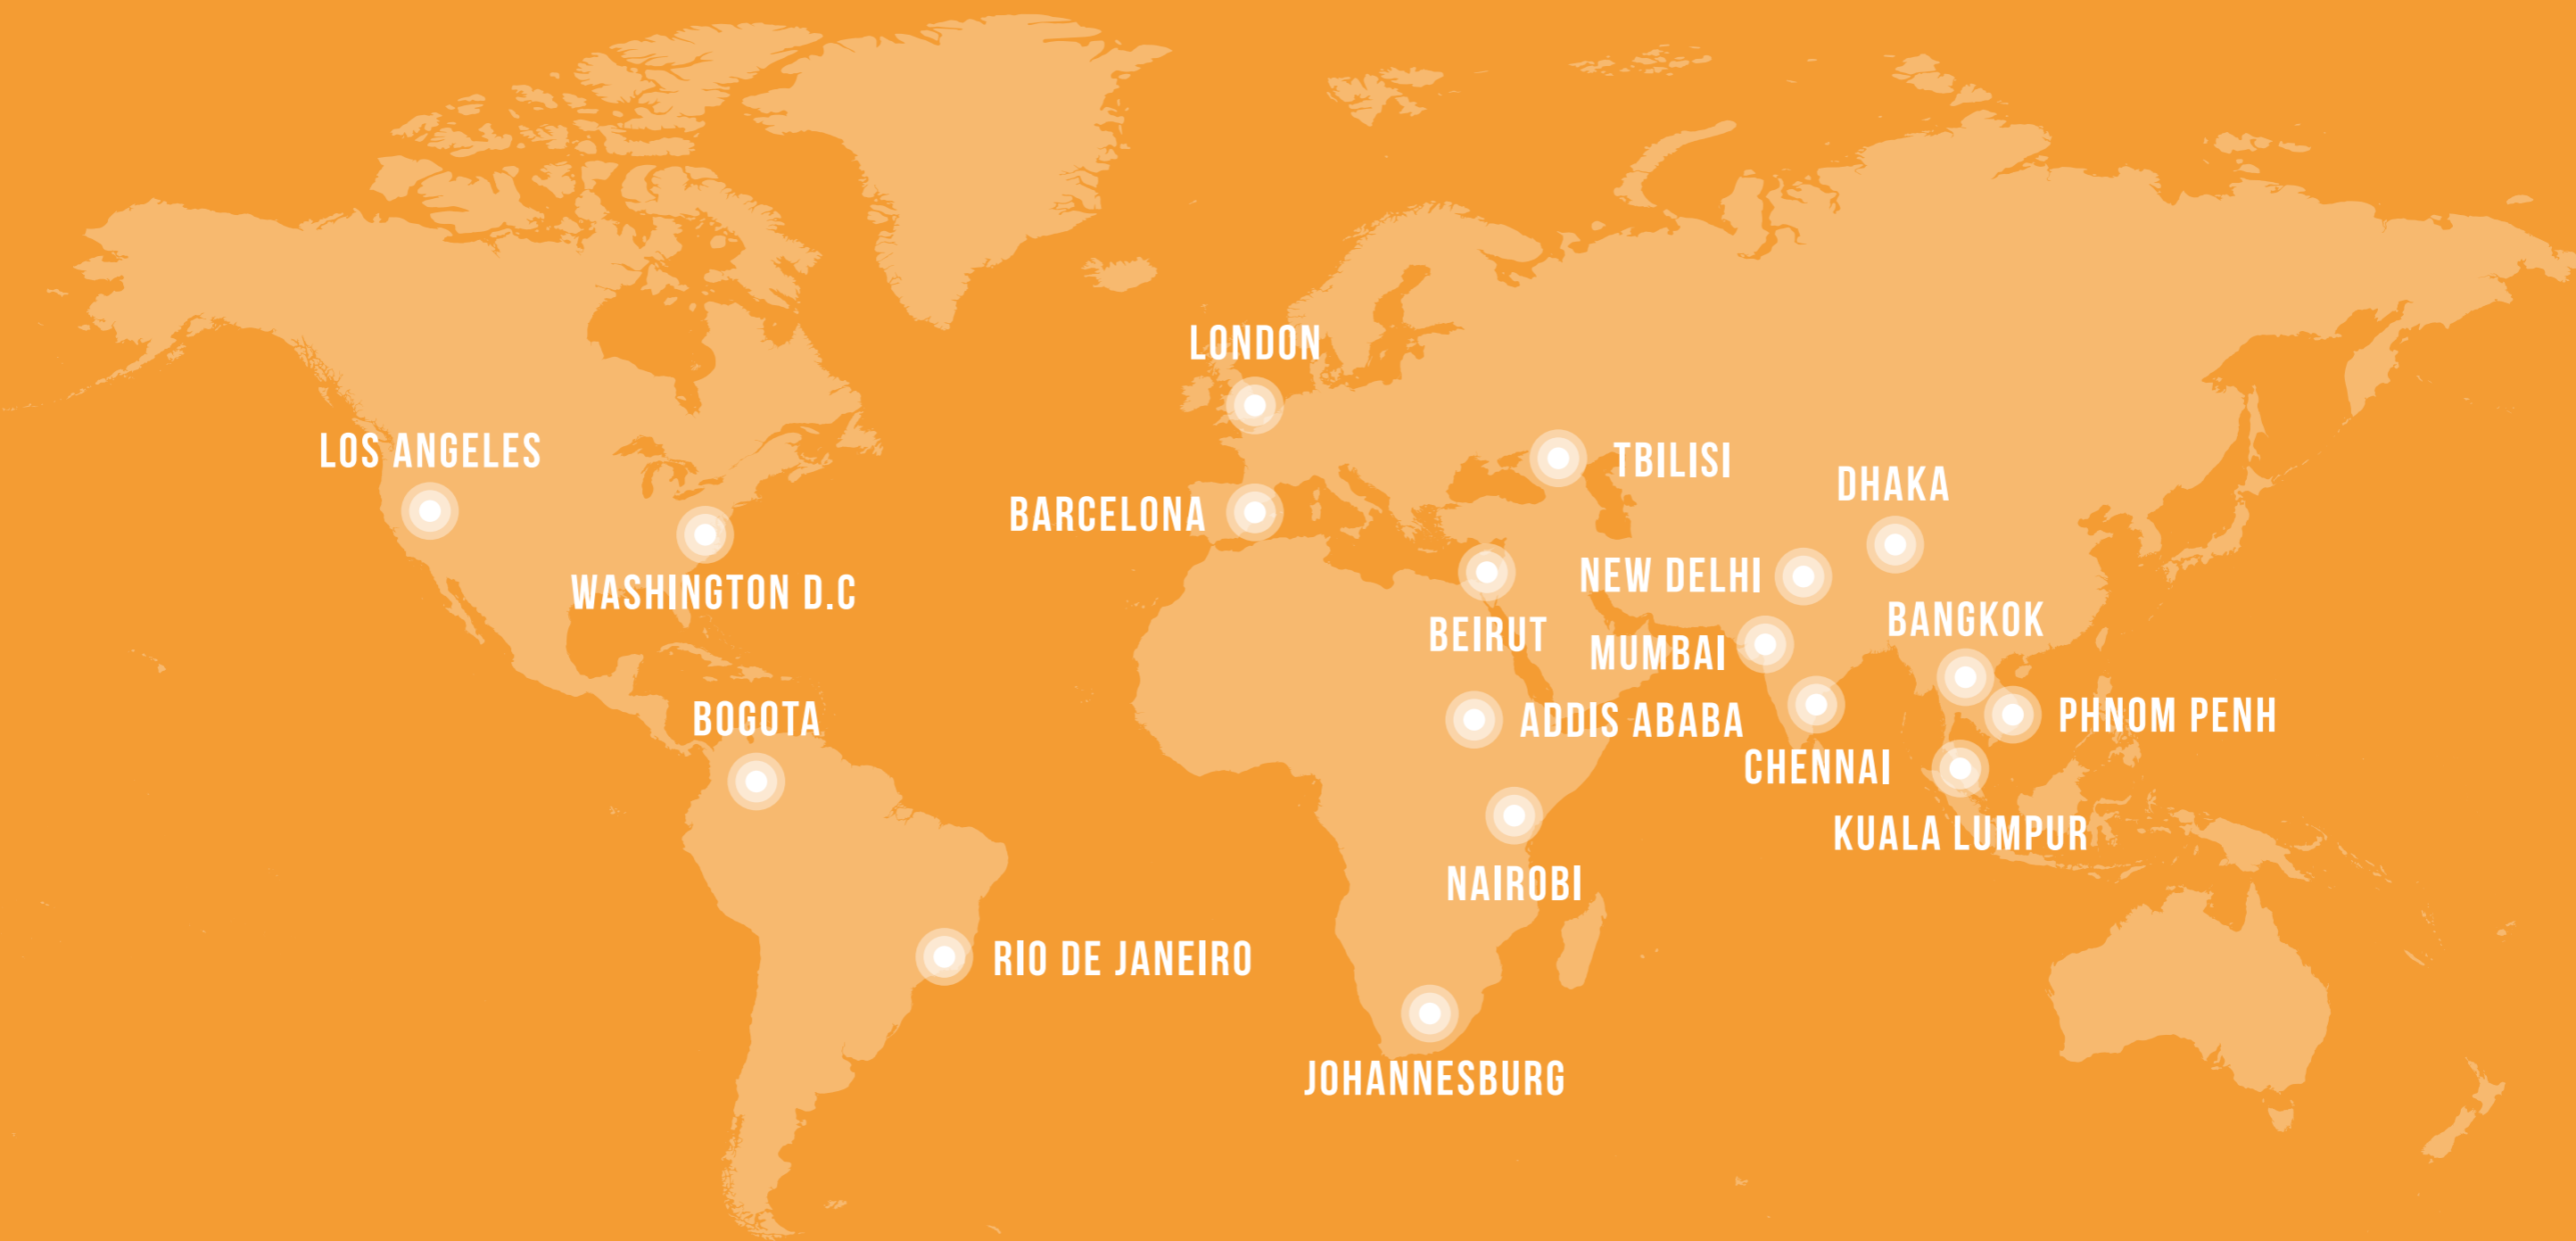 LONDON
LOS ANGELES
TBILISI
DHAKA
BARCELONA
NEW DELHI
WASHINGTON D.C
BANGKOK
BEIRUT
MUMBAI
BOGOTA
ADDIS ABABA
PHNOM PENH
CHENNAI
KUALA LUMPUR
NAIROBI
RIO DE JANEIRO
JOHANNESBURG